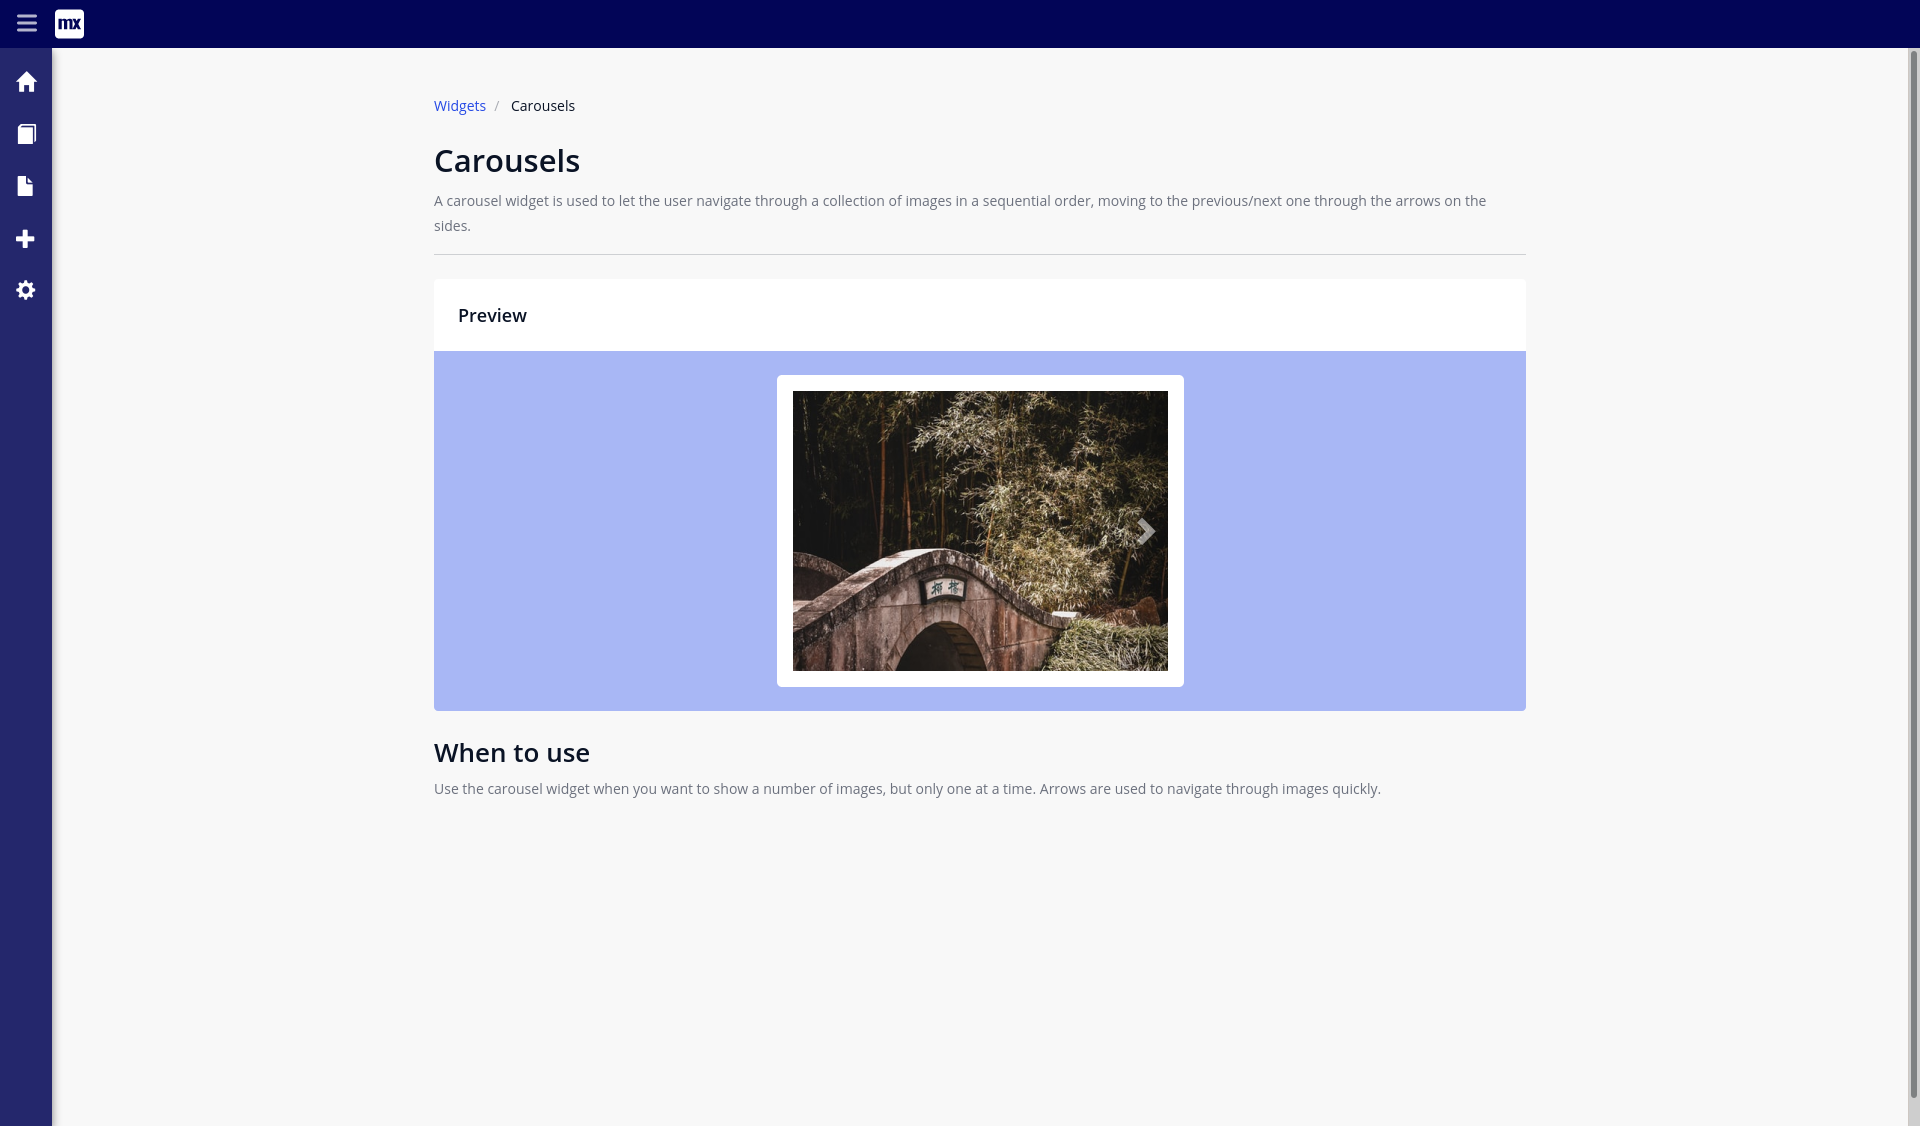 mx
Widgets / Carousels
Carousels
A carousel widget is used to let the user navigate through a collection of images in a sequential order, moving to the previous/next one through the arrows on the
sides.
Preview
When to use
Use the carousel widget when you want to show a number of images, but only one at a time. Arrows are used to navigate through images quickly.